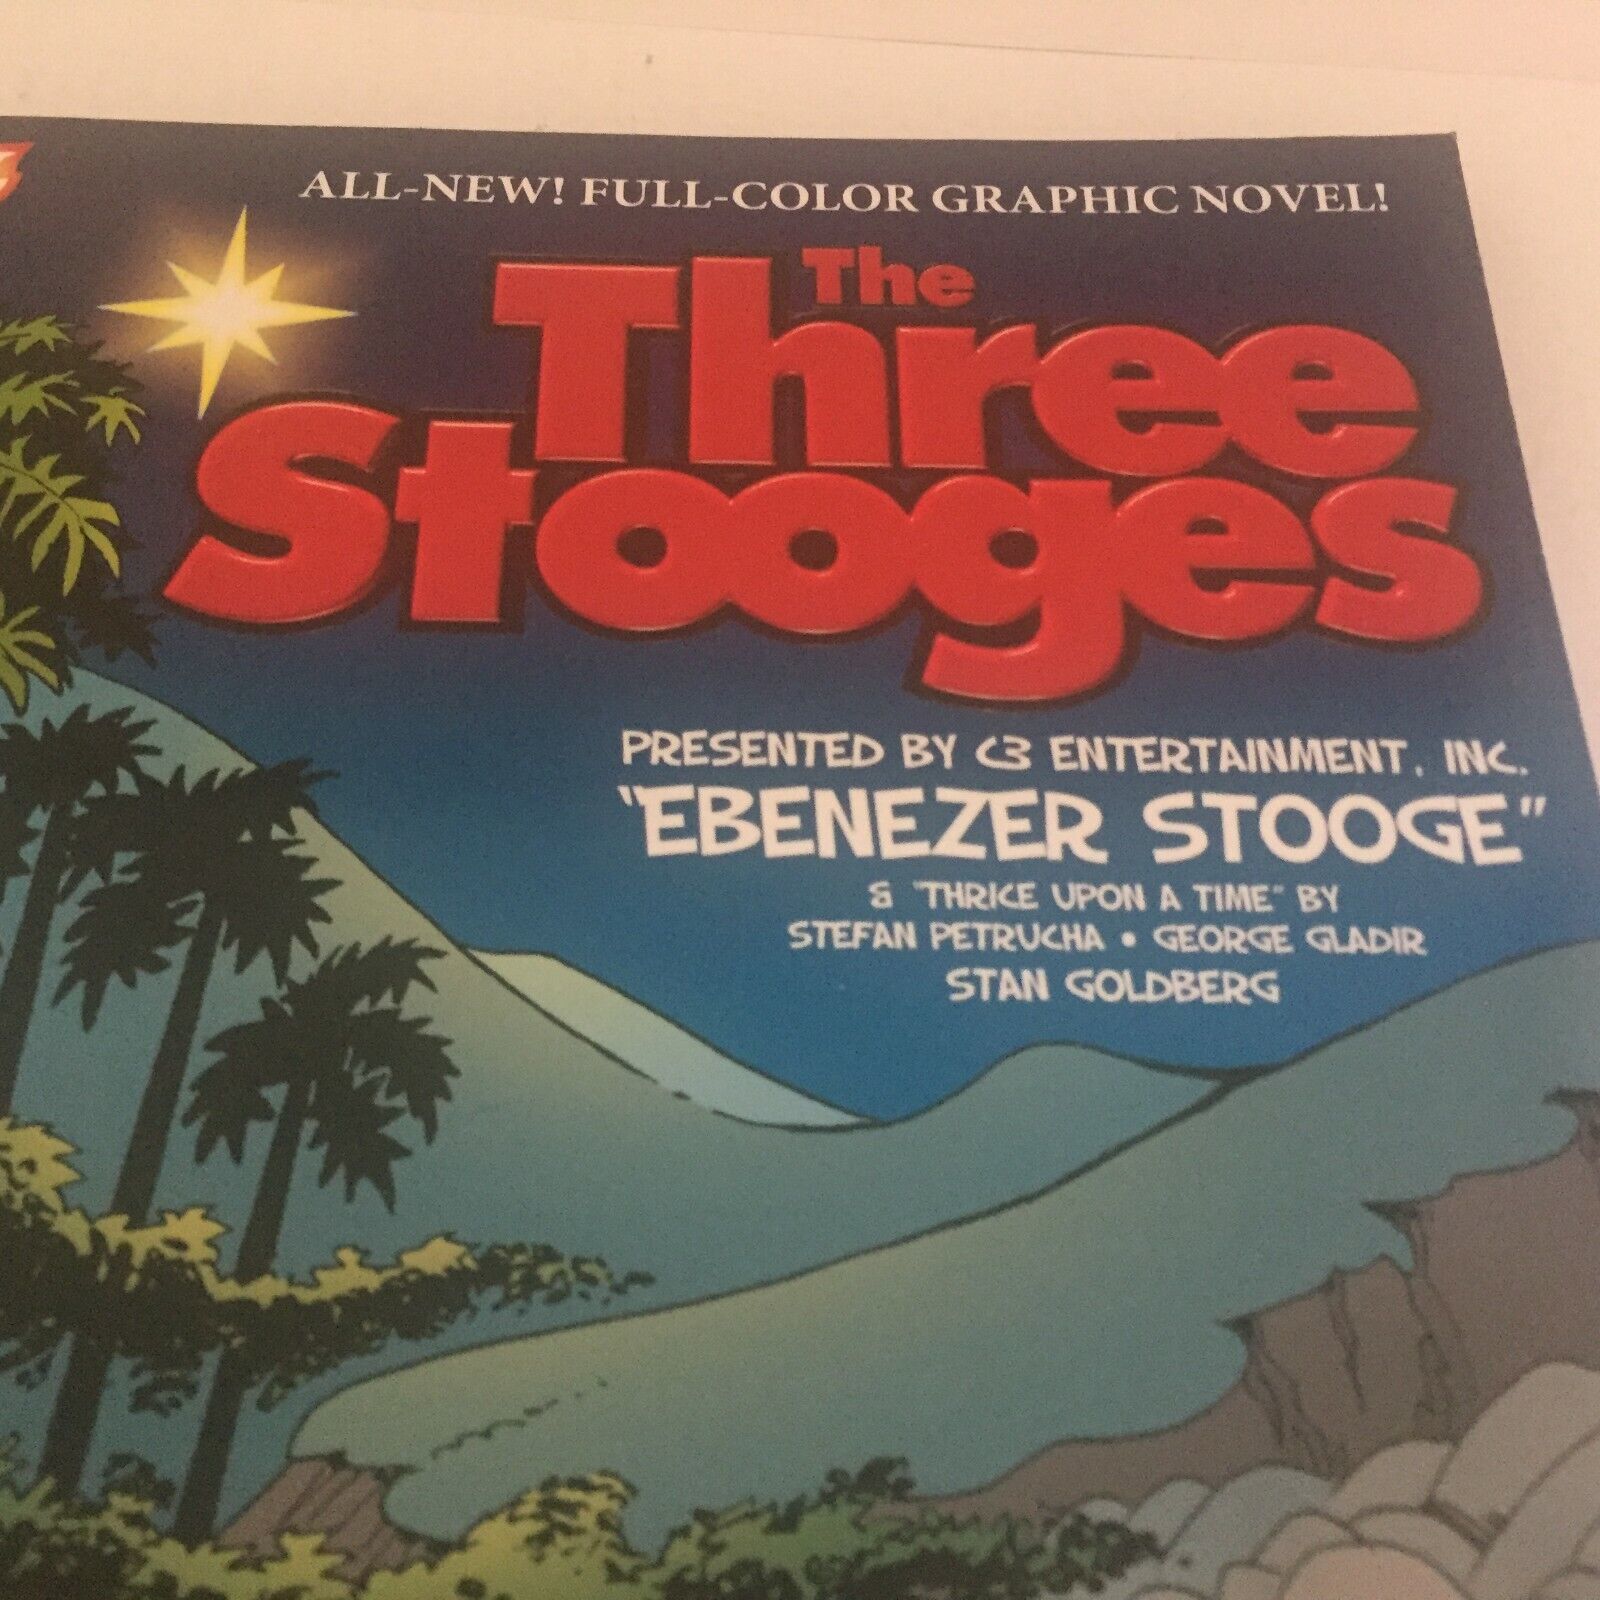 ALL-NEW! FULL-COLOR GRAPHIC NOVEL!
The
Three
Stooges
PRESENTED BY C3 ENTERTAINMENT, INC.
"EBENEZER STOOGE"
& "THRICE UPON A TIME" BY
STEFAN PETRUCHA • GEORGE GLADIR
STAN GOLDBERG